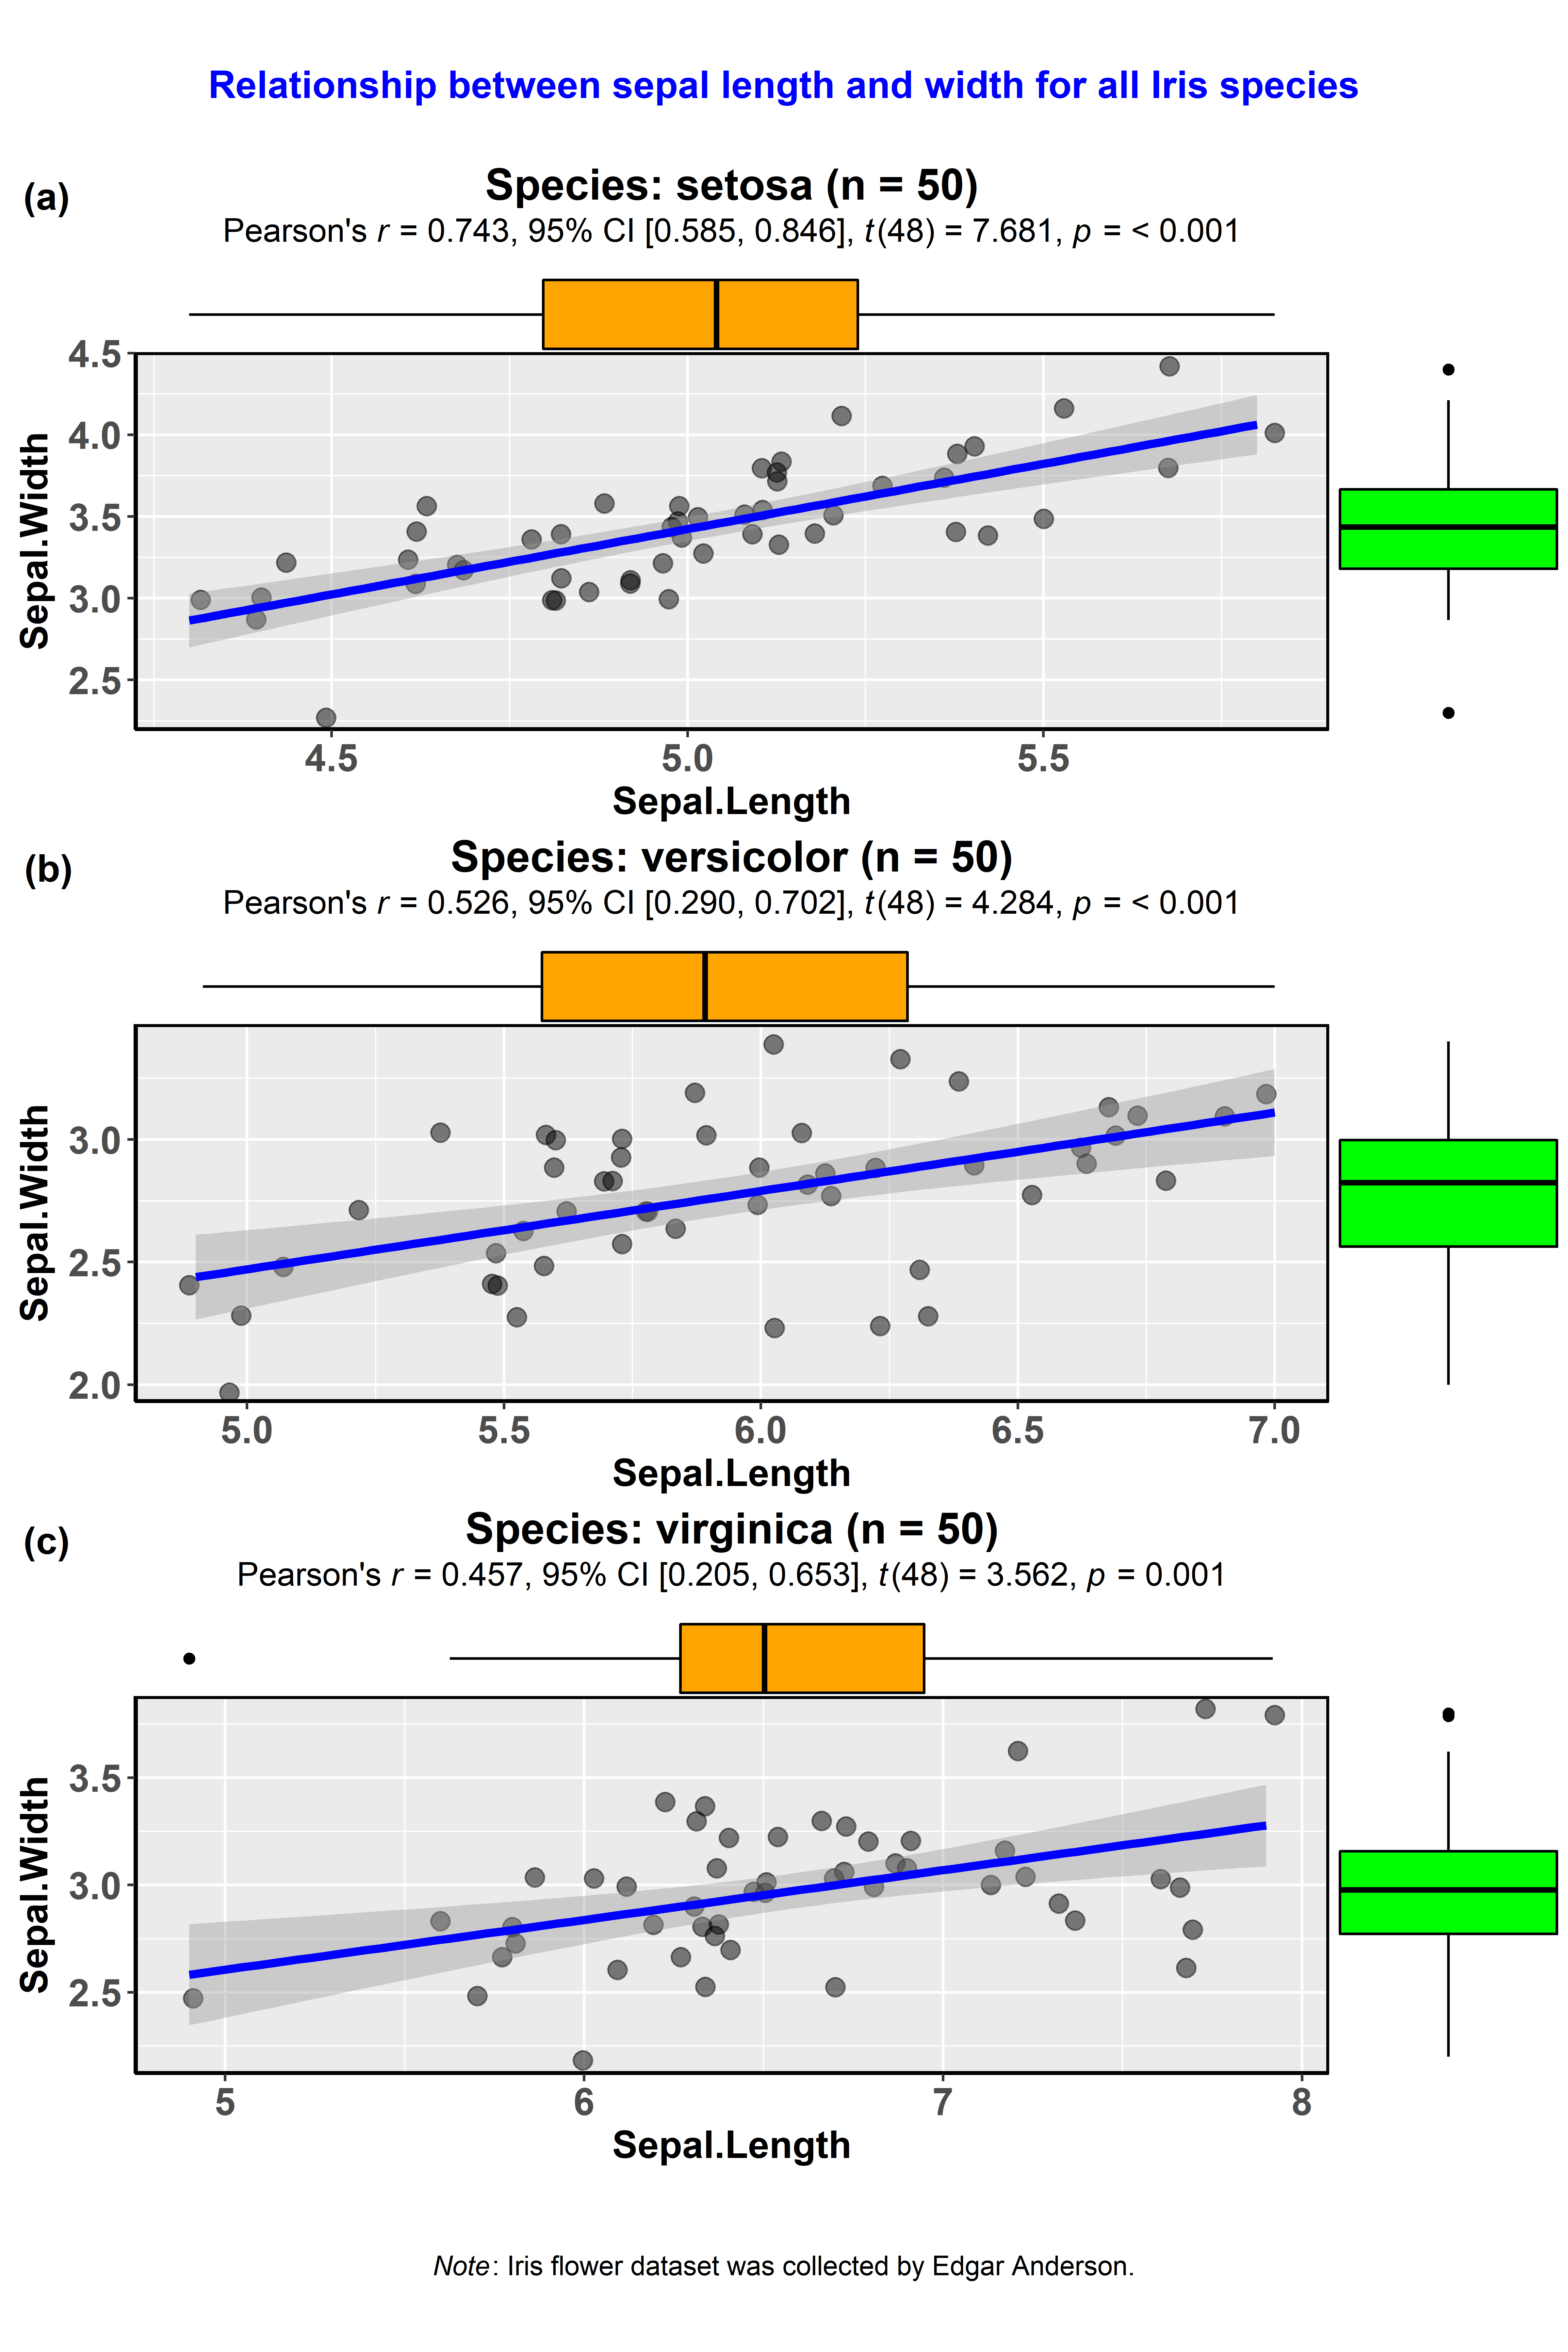 Relationship between sepal length and width for all Iris species
(a)
Species: setosa (n = 50)
Pearson's r = 0.743, 95% CI [0.585, 0.846], t(48) = 7.681, p = < 0.001
4.5
4.0
3.5
3.0
2.5
Sepal.Width
4.5 5.0 5.5
Sepal.Length
(b)
Species: versicolor (n = 50)
Pearson's r = 0.526, 95% CI [0.290, 0.702], t(48) = 4.284, p = < 0.001
3.0
2.5
2.0
Sepal.Width
5.0 5.5 6.0 6.5 7.0
Sepal.Length
(c)
Species: virginica (n = 50)
Pearson's r = 0.457, 95% CI [0.205, 0.653], t(48) = 3.562, p = 0.001
3.5
3.0
2.5
Sepal.Width
5 6 7 8
Sepal.Length
Note: Iris flower dataset was collected by Edgar Anderson.